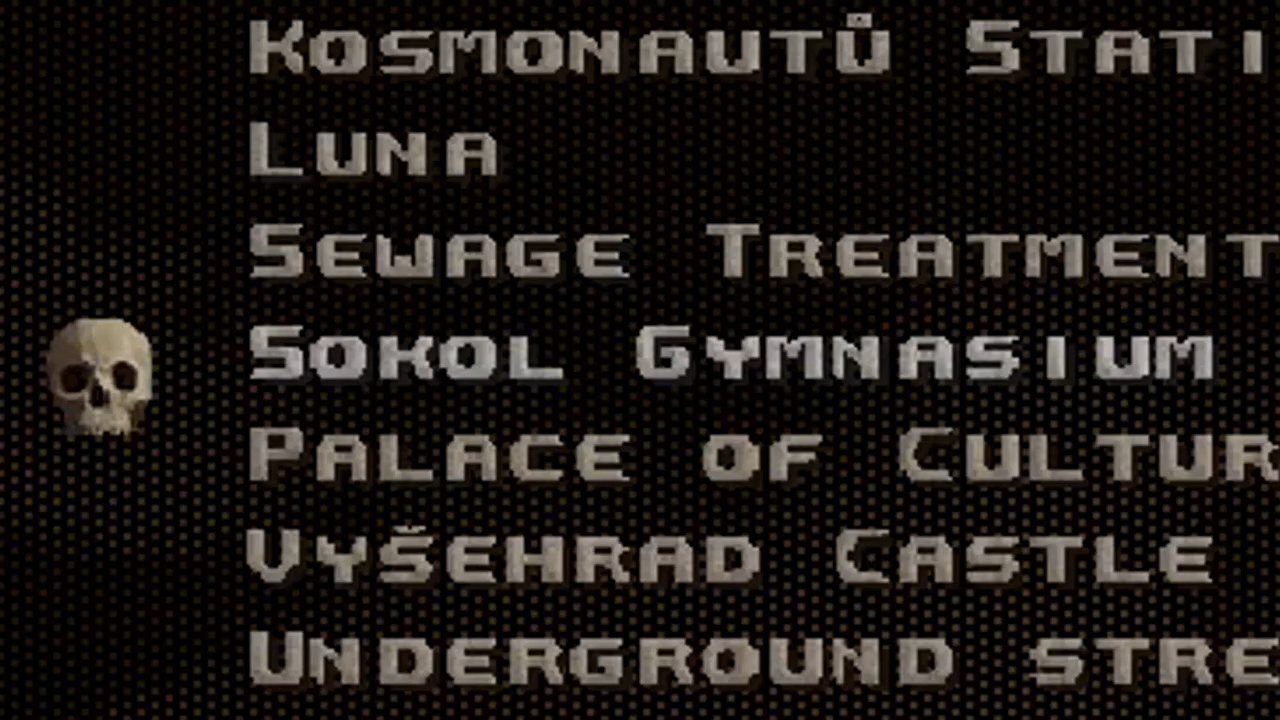 Kosmonautů Stati
Luna
Sewage Treatment
Sokol Gymnasium
Palace of Cultur
Vyšehrad Castle
Underground stre